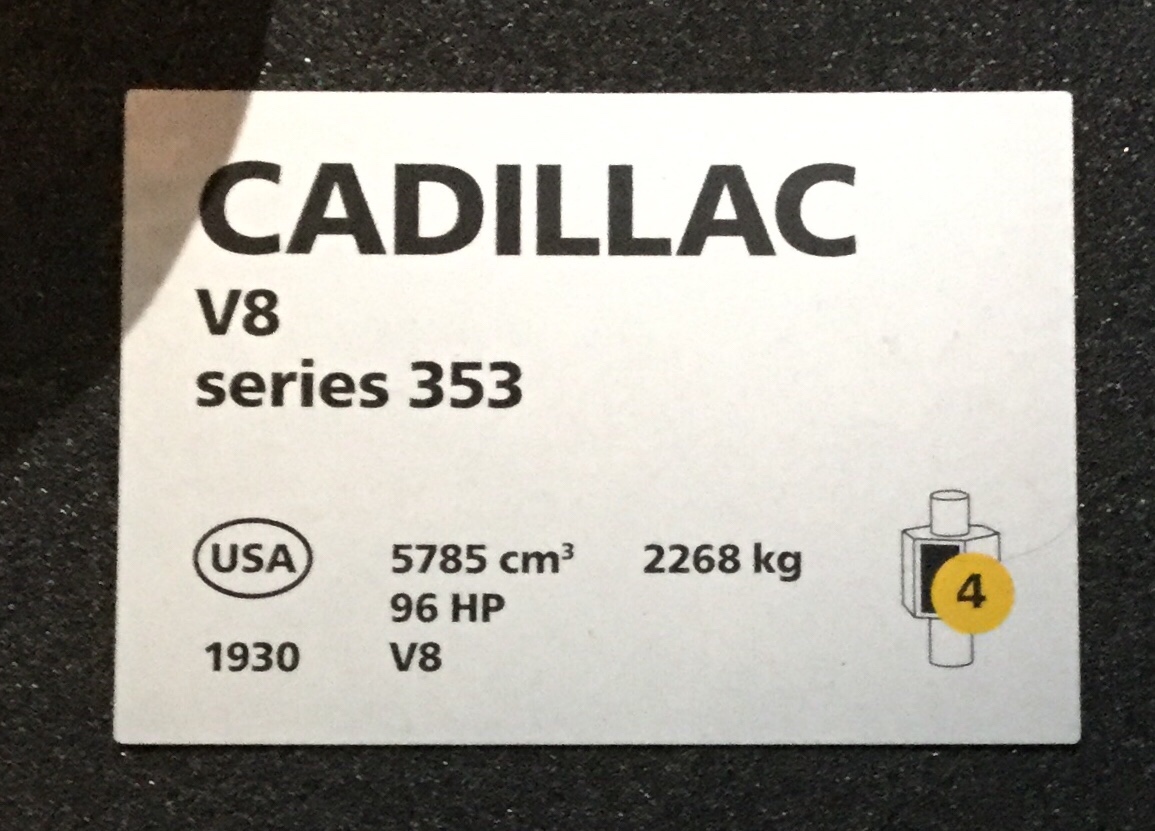 CADILLAC
V8
series 353
USA 5785 cm³ 2268 kg
96 HP
1930 V8
4